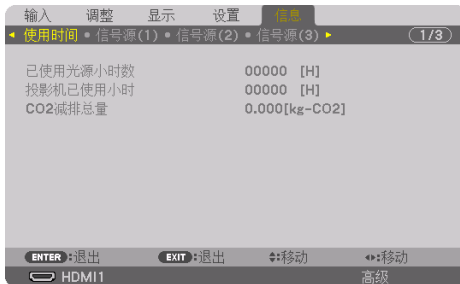 输入 调整 显示 设置 信息
◂ 使用时间 • 信号源(1) • 信号源(2) • 信号源(3) ▸ 1/3
已使用光源小时数 00000 [H]
投影机已使用小时 00000 [H]
CO2减排总量 0.000[kg-CO2]
ENTER:退出 EXIT:退出 ♦:移动 ◂▸:移动
HDMI1 高级